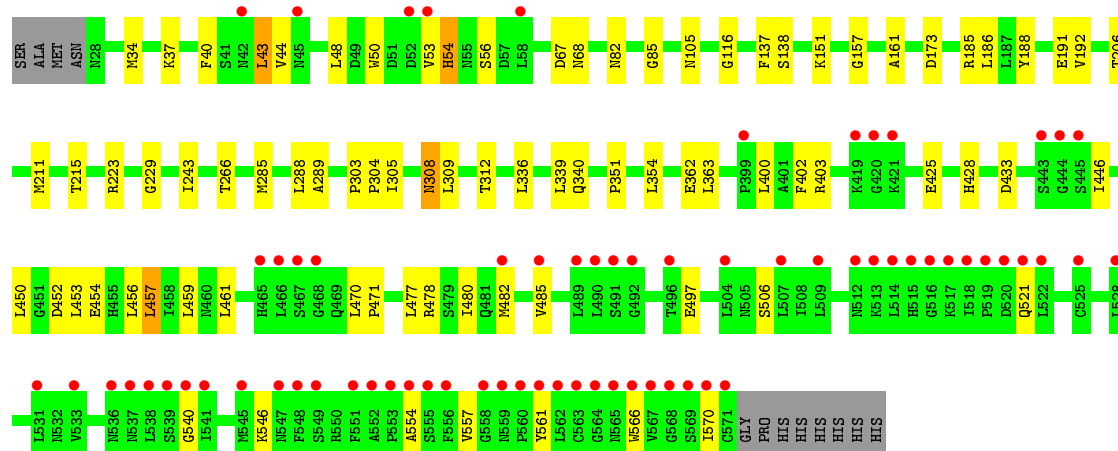 SER ALA MET ASN N28 M34 K37 F40 S41 N42 L43 V44 N45 L48 D49 W50 D51 D52 V53 H54 N55 S56 D57 L58 D67 N68 N82 G85 N105 G116 F137 S138 K151 G157 A161 D173 R185 L186 L187 Y188 E191 V192 T206
M211 T215 R223 G229 I243 T266 M285 L288 A289 P303 P304 I305 N308 L309 T312 L336 L339 Q340 P351 L354 E362 L363 P399 L400 A401 F402 R403 K419 G420 K421 E425 H428 D433 S443 G444 S445 I446
L450 G451 D452 L453 E454 H455 L456 L457 I458 L459 N460 L461 H465 L466 S467 G468 Q469 L470 P471 L477 R478 S479 I480 Q481 M482 V485 L489 L490 S491 G492 T496 E497 L504 N505 S506 L507 I508 L509 N512 K513 L514 H515 G516 K517 I518 P519 D520 Q521 L522 C525 L528
L531 N532 V533 N536 N537 L538 S539 G540 I541 M545 K546 N547 F548 S549 R550 F551 A552 P553 A554 S555 F556 V557 G558 N559 P560 Y561 L562 C563 G564 N565 W566 V567 G568 S569 I570 C571 GLY PRO HIS HIS HIS HIS HIS HIS